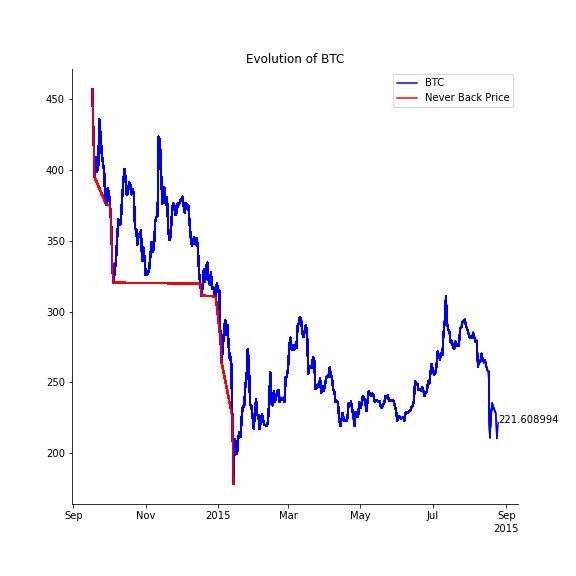 Evolution of BTC
BTC
Never Back Price
450
400
350
300
250
200
221.608994
Sep
Nov
2015
Mar
May
Jul
Sep
2015